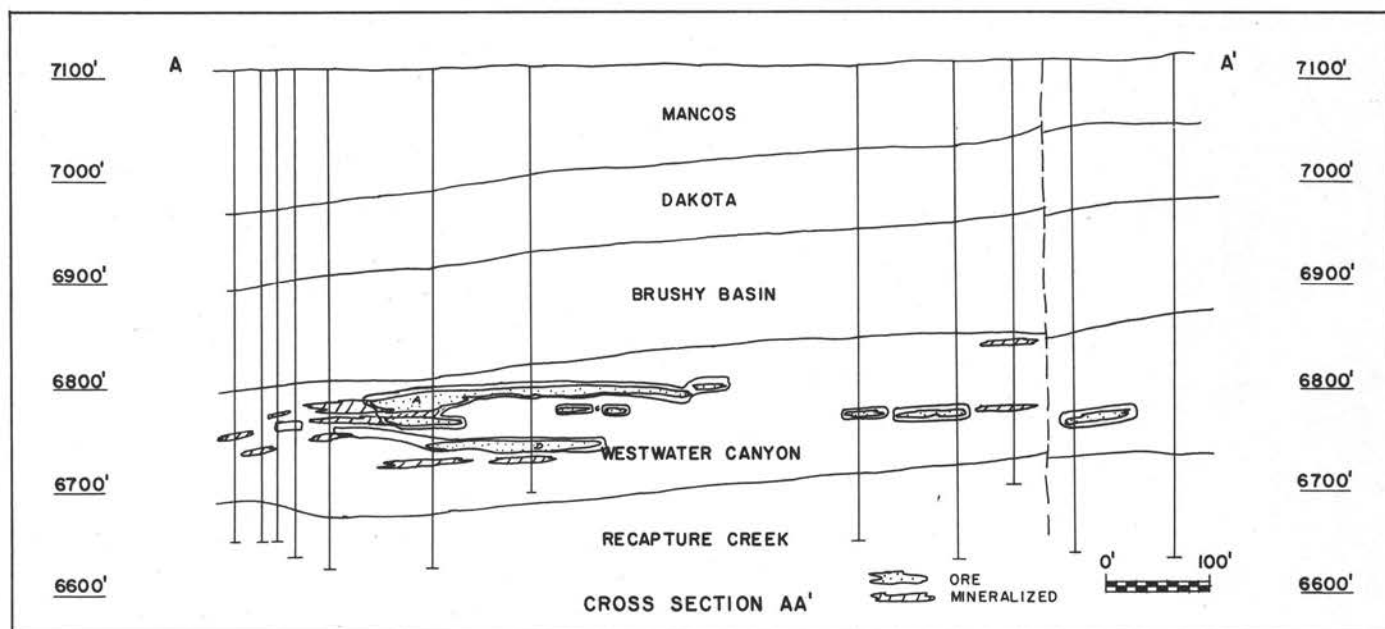 A
A'
7100'
7100'
MANCOS
7000'
7000'
DAKOTA
6900'
6900'
BRUSHY BASIN
6800'
6800'
A
WESTWATER CANYON
6700'
6700'
RECAPTURE CREEK
0' 100'
ORE
MINERALIZED
6600'
6600'
CROSS SECTION AA'